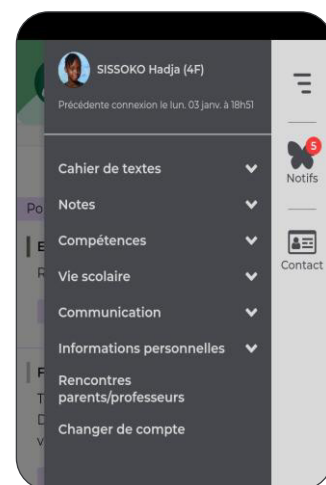 SISSOKO Hadja (4F)
Précédente connexion le lun. 03 janv. à 18h51
5
Notifs
Contact
Cahier de textes
Notes
Compétences
Vie scolaire
Communication
Informations personnelles
Rencontres
parents/professeurs
Changer de compte
Po
E
R
F
T
D
v